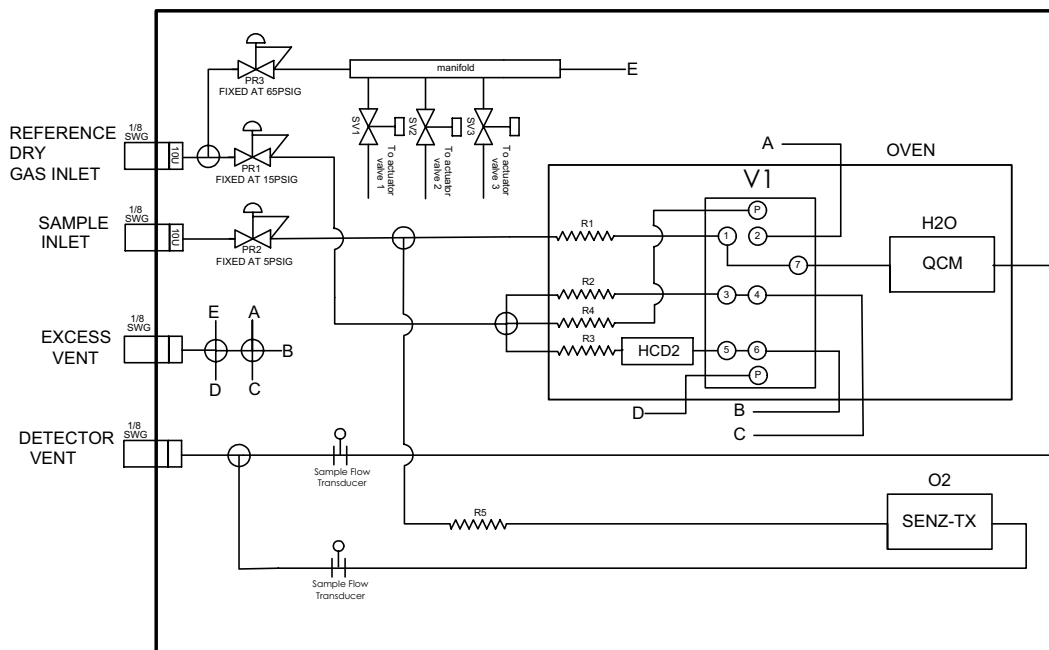 1/8
SWG
REFERENCE
DRY
GAS INLET
10U
PR3
FIXED AT 65PSIG
manifold
E
SV1
SV2
SV3
To actuator
valve 1
To actuator
valve 2
To actuator
valve 3
PR1
FIXED AT 15PSIG
1/8
SWG
SAMPLE
INLET
10U
PR2
FIXED AT 5PSIG
A
OVEN
V1
P
R1
1
2
7
H2O
QCM
R2
3
4
R4
R3
HCD2
5
6
P
D
B
C
1/8
SWG
EXCESS
VENT
E
A
B
D
C
1/8
SWG
DETECTOR
VENT
Sample Flow
Transducer
R5
O2
SENZ-TX
Sample Flow
Transducer